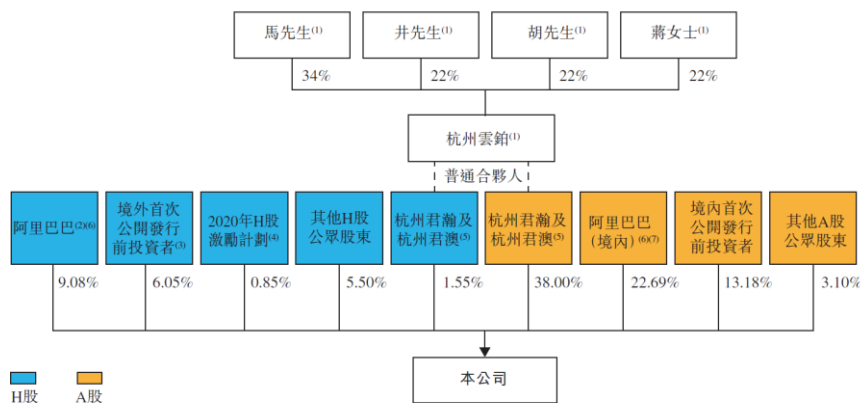 馬先生(1)
井先生(1)
胡先生(1)
蔣女士(1)
34%
22%
22%
22%
杭州雲鉑(1)
普通合夥人
阿里巴巴(2)(6)
境外首次
公開發行
前投資者(3)
2020年H股
激勵計劃(4)
其他H股
公眾股東
杭州君瀚及
杭州君澳(5)
杭州君瀚及
杭州君澳(5)
阿里巴巴
(境內)(6)(7)
境內首次
公開發行
前投資者
其他A股
公眾股東
9.08%
6.05%
0.85%
5.50%
1.55%
38.00%
22.69%
13.18%
3.10%
本公司
H股
A股